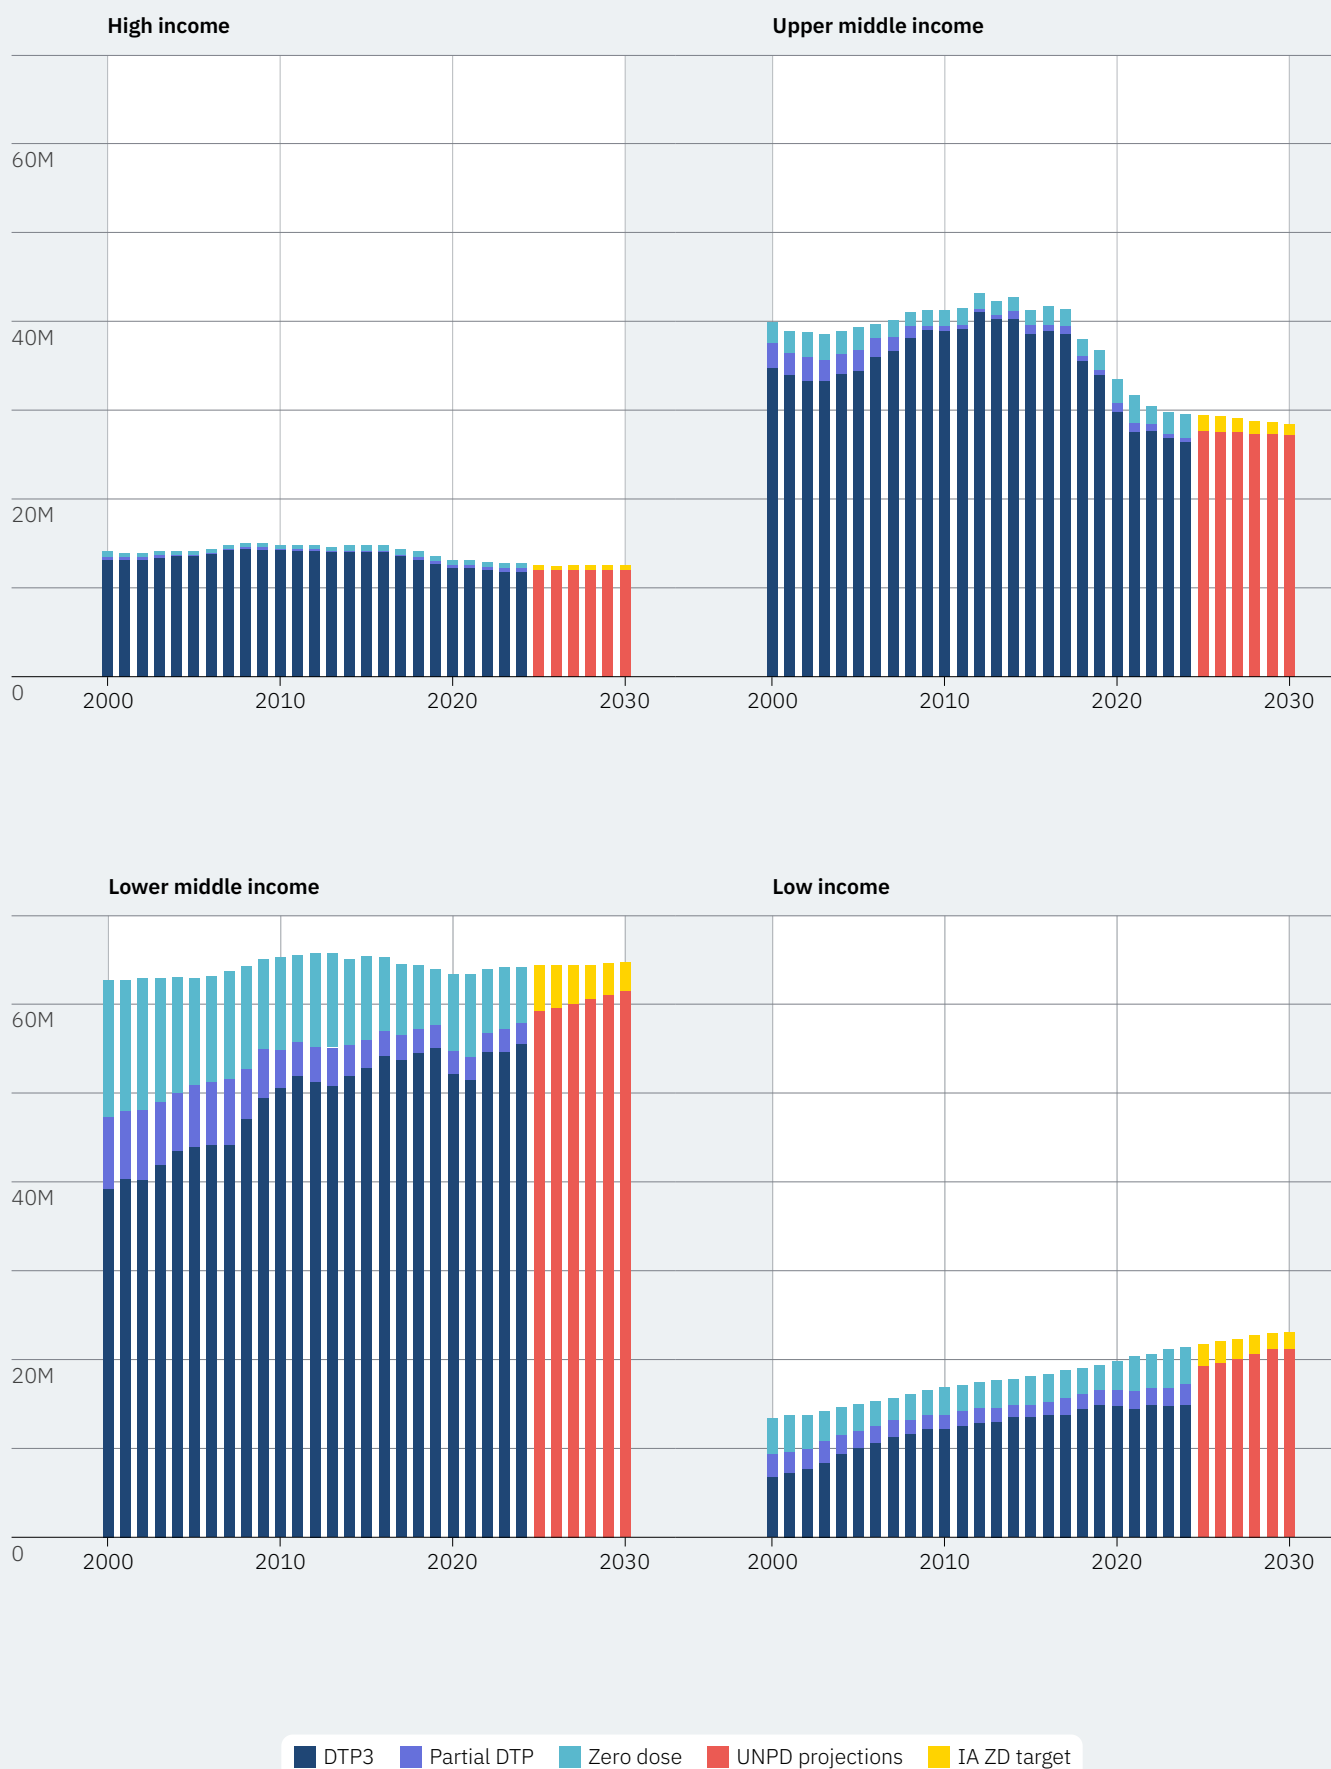 High income
Upper middle income
60M
40M
20M
0
2000 2010 2020 2030
2000 2010 2020 2030
Lower middle income
Low income
60M
40M
20M
0
2000 2010 2020 2030
2000 2010 2020 2030
DTP3 Partial DTP Zero dose UNPD projections IA ZD target